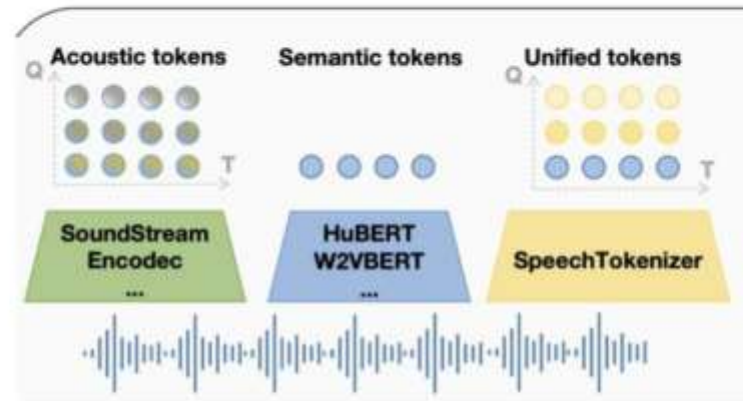 Acoustic tokens
Semantic tokens
Unified tokens
Q
T
Q
T
SoundStream
Encodec
...
HuBERT
W2VBERT
...
SpeechTokenizer